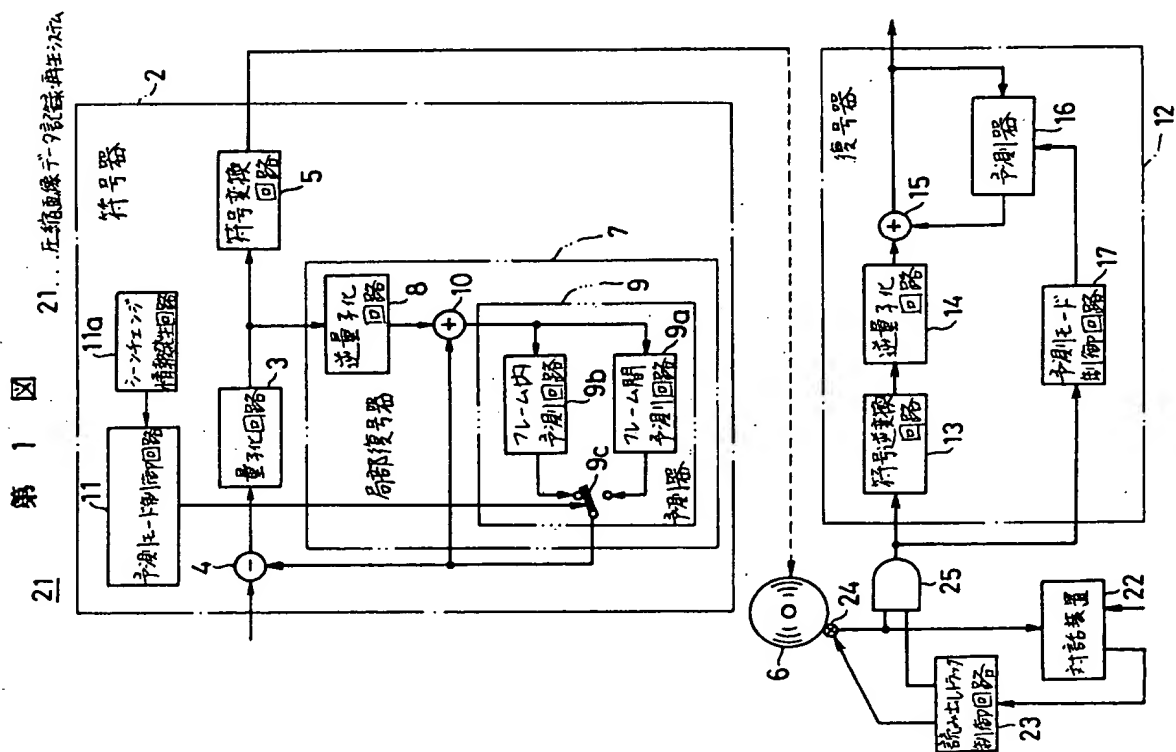 第 1 図
21
21...圧縮画像データ記録・再生システム
2
符号器
11a
シーンチェンジ
情報発生回路
11
予測モード制御回路
3
量子化回路
4
−
符号変換
回路
5
7
局部復号器
逆量子化
回路
8
+
10
9
フレーム内
予測回路
9b
フレーム間
予測回路
9a
9c
予測器
6
24
25
対話装置
22
読み出しトラック
制御回路
23
復号器
12
符号逆変換
回路
13
逆量子化
回路
14
+
15
予測器
16
予測モード
制御回路
17